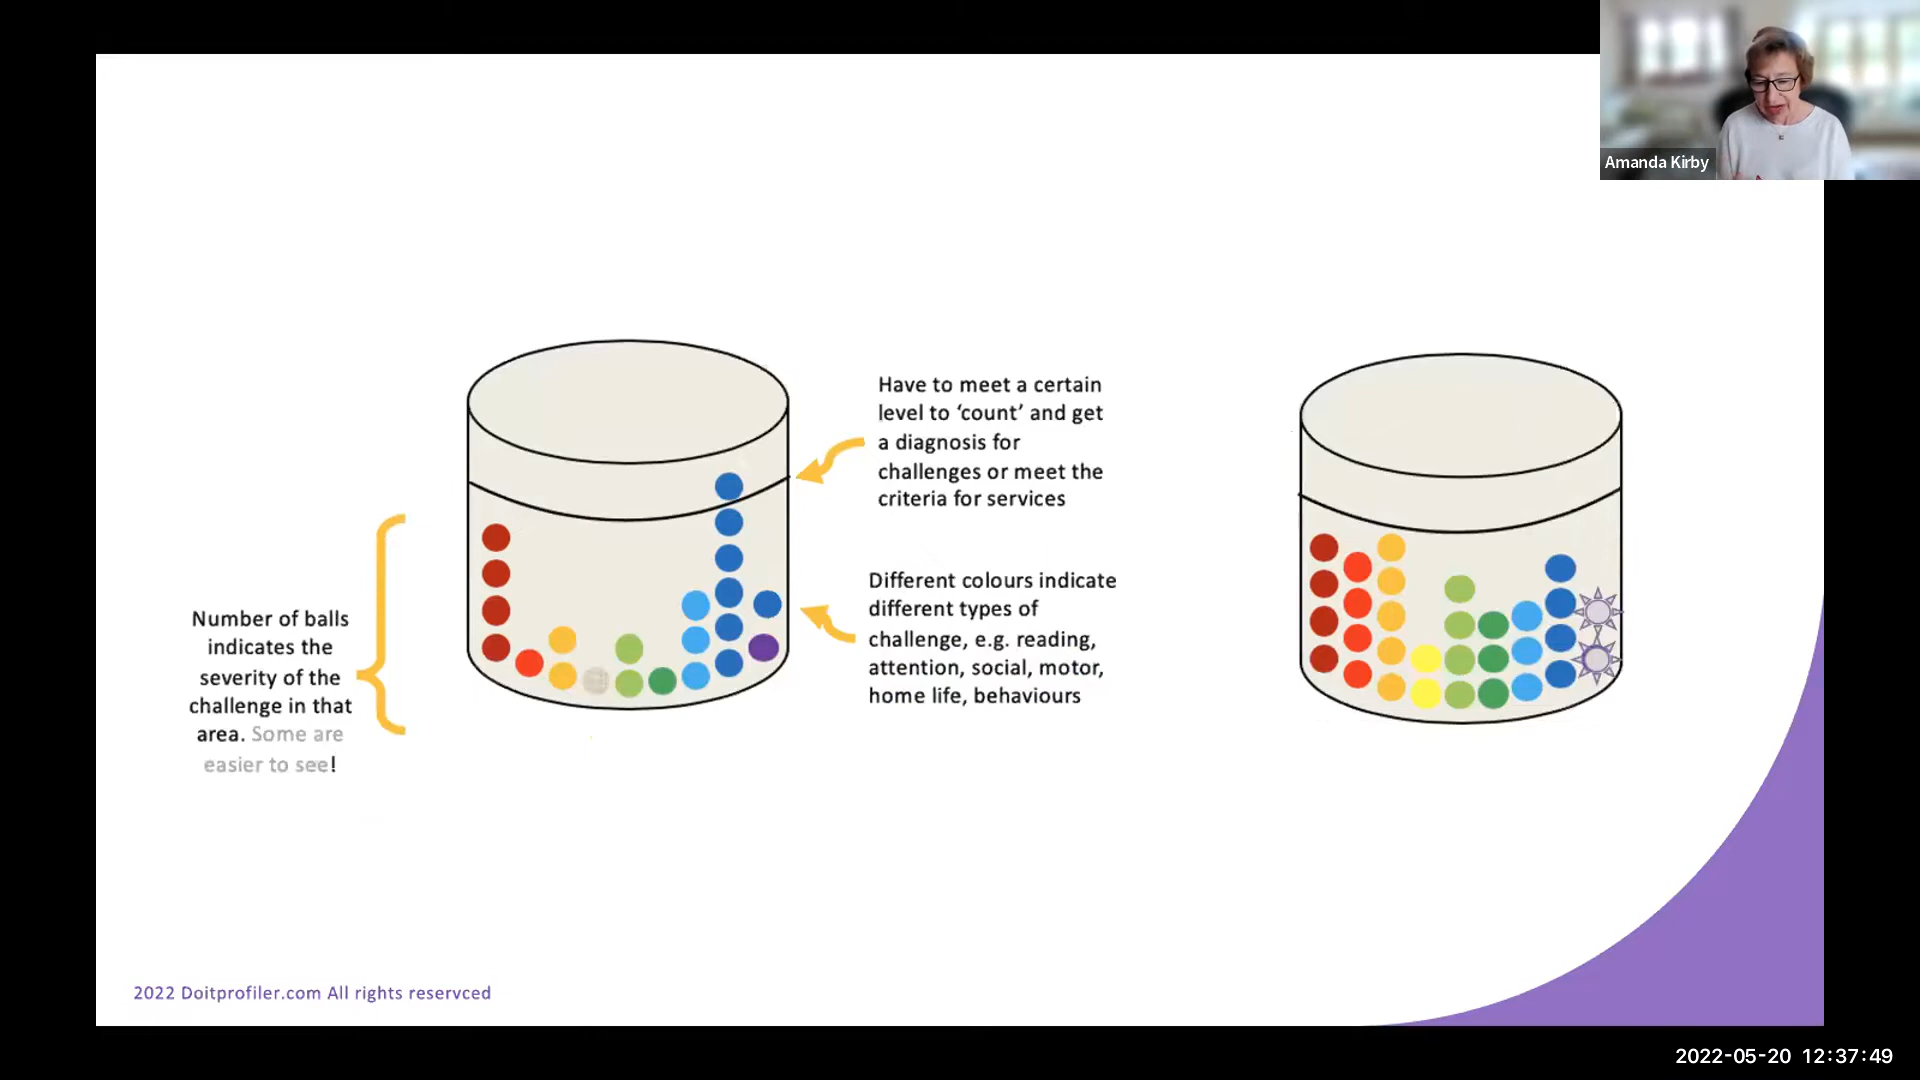 Amanda Kirby
Have to meet a certain
level to ‘count’ and get
a diagnosis for
challenges or meet the
criteria for services
Number of balls
indicates the
severity of the
challenge in that
area. Some are
easier to see!
Different colours indicate
different types of
challenge, e.g. reading,
attention, social, motor,
home life, behaviours
2022 Doitprofiler.com All rights reservced
2022-05-20 12:37:49